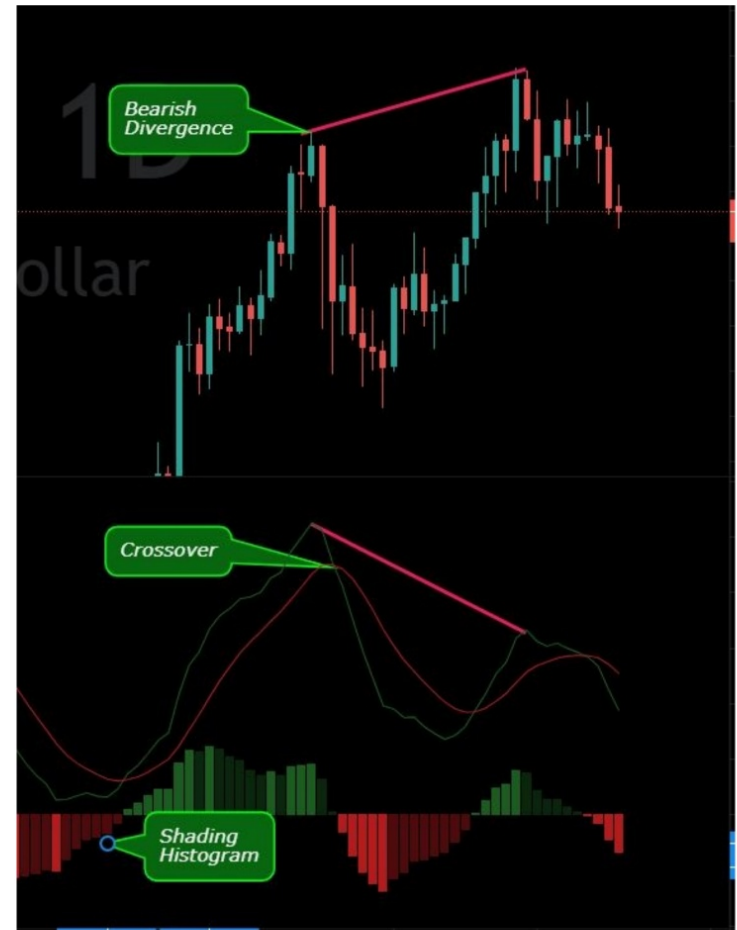 Bearish
Divergence
1D
ollar
Crossover
Shading
Histogram